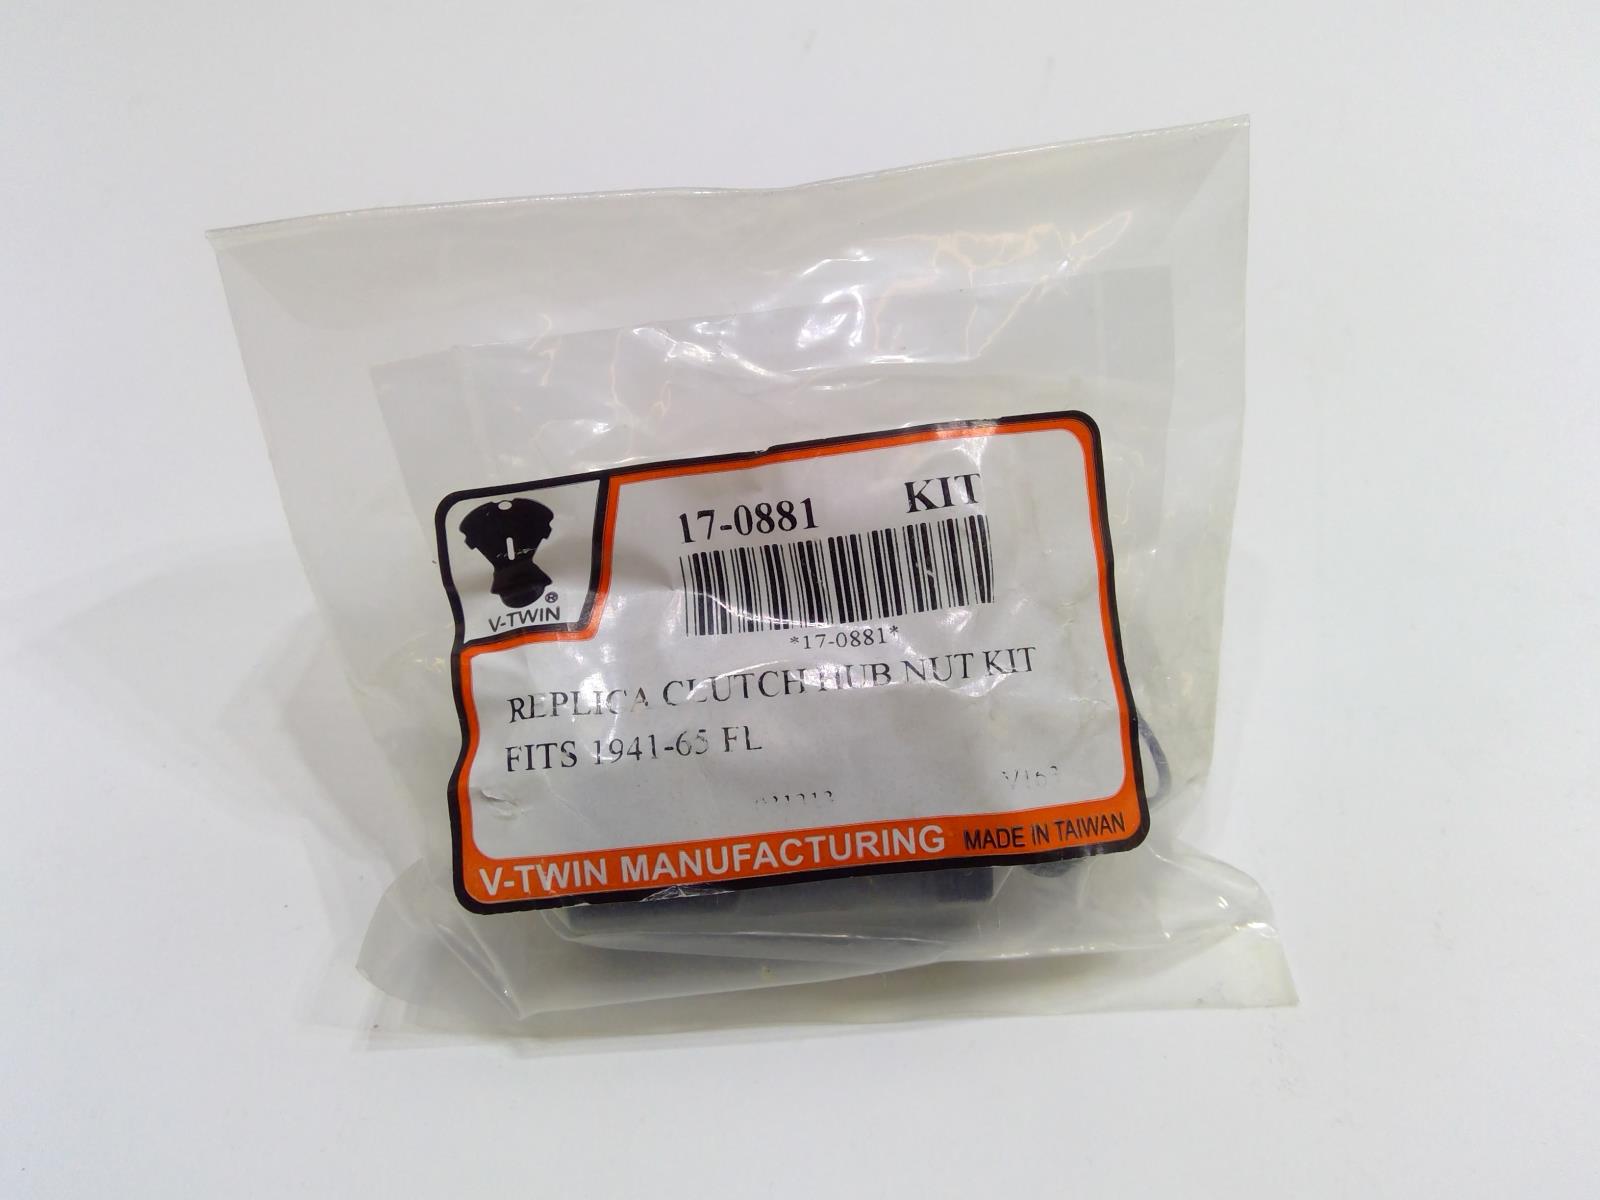 17-0881 KIT
V-TWIN®
*17-0881*
REPLICA CLUTCH HUB NUT KIT
FITS 1941-65 FL
V-TWIN MANUFACTURING MADE IN TAIWAN